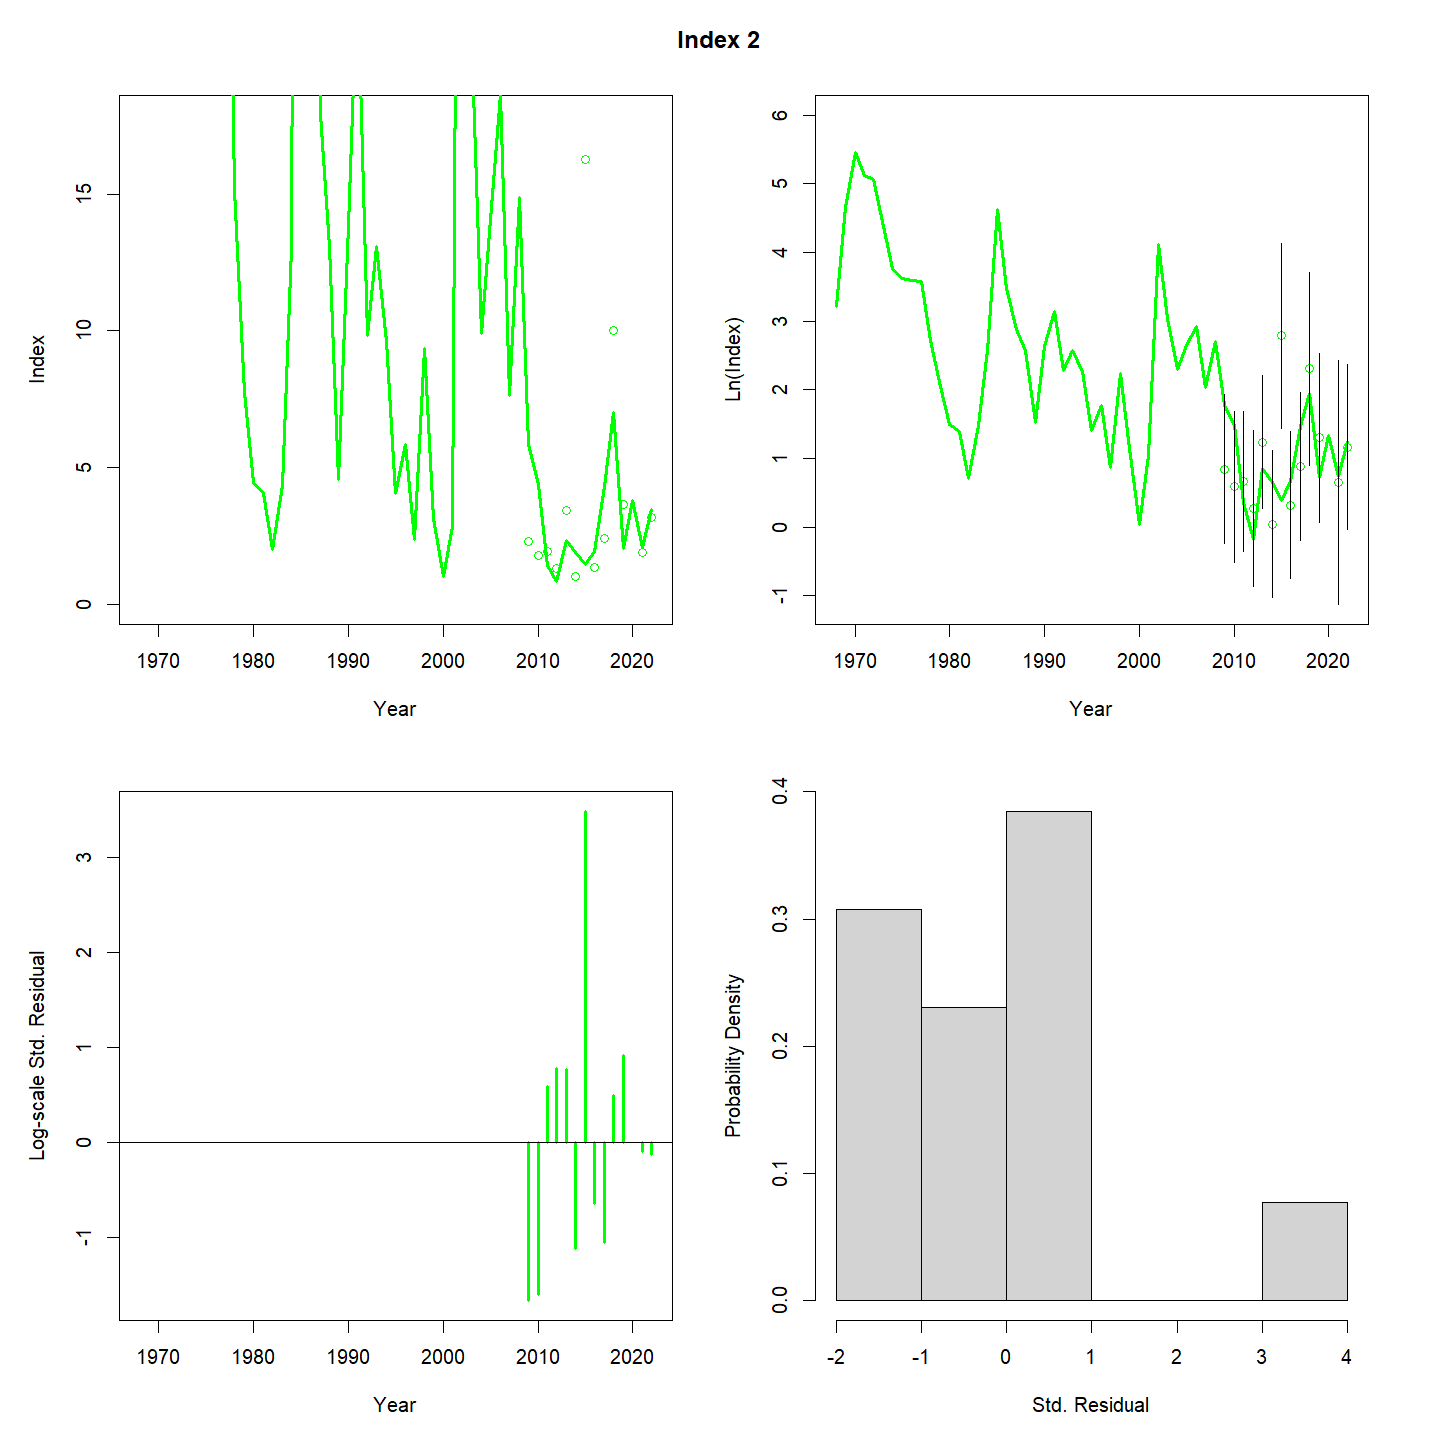 Index 2
Index
0 5 10 15
1970 1980 1990 2000 2010 2020
Year
Ln(Index)
-1 0 1 2 3 4 5 6
1970 1980 1990 2000 2010 2020
Year
Log-scale Std. Residual
-1 0 1 2 3
1970 1980 1990 2000 2010 2020
Year
Probability Density
0.0 0.1 0.2 0.3 0.4
-2 -1 0 1 2 3 4
Std. Residual